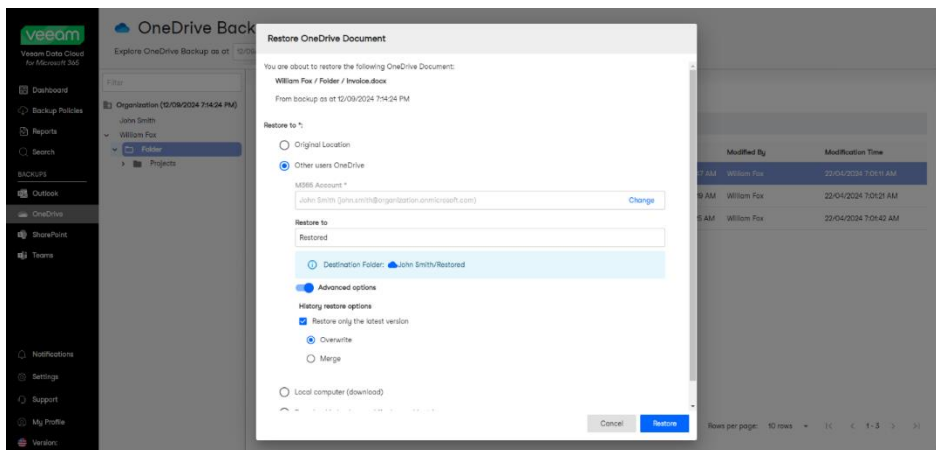 veeam
Veeam Data Cloud
for Microsoft 365
Dashboard
Backup Policies
Reports
Search
BACKUPS
Outlook
OneDrive
SharePoint
Teams
Notifications
Settings
Support
My Profile
Version:
OneDrive Back
Explore OneDrive Backup as at
Filter
Organization (12/09/2024 7:14:24 PM)
John Smith
William Fox
Folder
Projects
Restore OneDrive Document
You are about to restore the following OneDrive Document:
William Fox / Folder / Invoice.docx
From backup as at 12/09/2024 7:14:24 PM
Restore to *:
Original Location
Other users OneDrive
M365 Account *
John Smith (john.smith@organization.onmicrosoft.com) Change
Restore to
Restored
Destination Folder: John Smith/Restored
Advanced options
History restore options
Restore only the latest version
Overwrite
Merge
Local computer (download)
Cancel Restore
Modified By Modification Time
AM William Fox 22/04/2024 7:01:11 AM
AM William Fox 22/04/2024 7:01:21 AM
AM William Fox 22/04/2024 7:01:42 AM
Rows per page: 10 rows 1-3